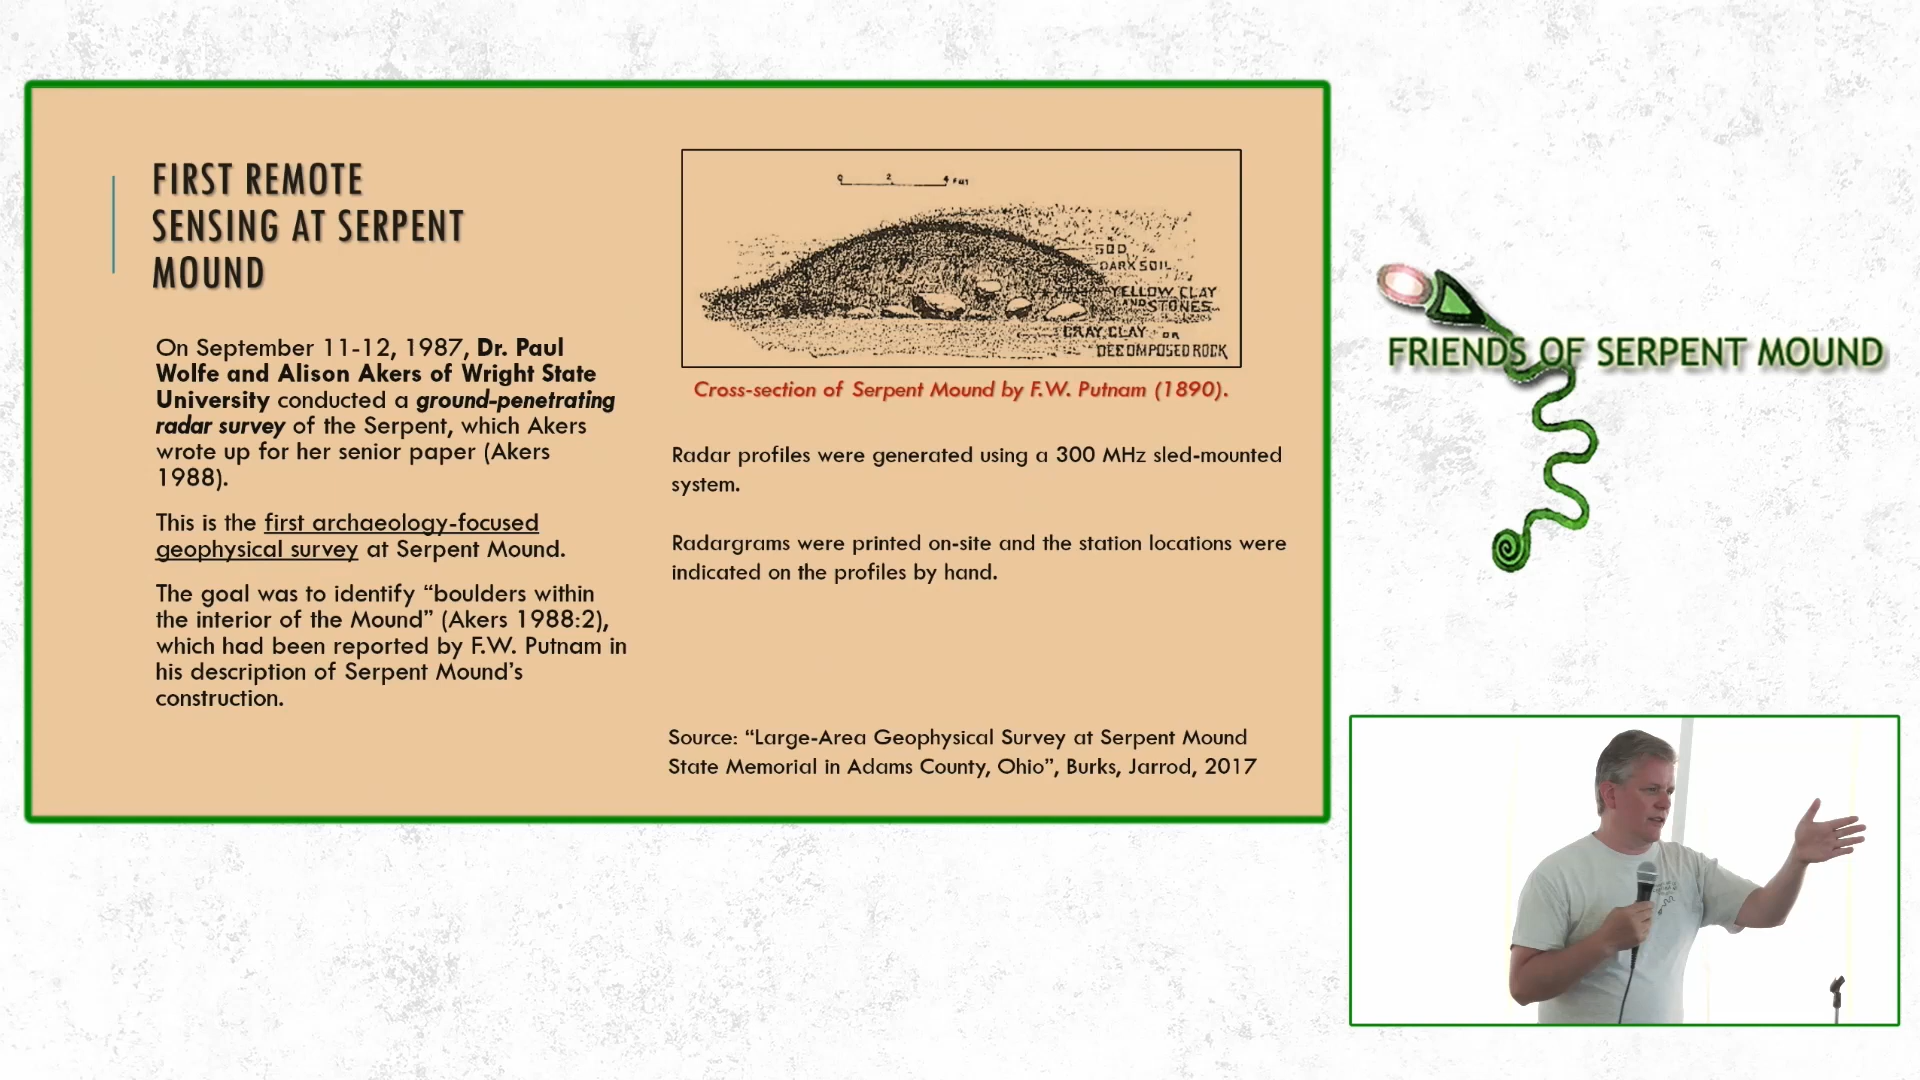 FIRST REMOTE
SENSING AT SERPENT
MOUND
On September 11-12, 1987, Dr. Paul
Wolfe and Alison Akers of Wright State
University conducted a ground-penetrating
radar survey of the Serpent, which Akers
wrote up for her senior paper (Akers
1988).
This is the first archaeology-focused
geophysical survey at Serpent Mound.
The goal was to identify “boulders within
the interior of the Mound” (Akers 1988:2),
which had been reported by F.W. Putnam in
his description of Serpent Mound’s
construction.
0 2 4 FEET
SOD
DARK SOIL
YELLOW CLAY
AND STONES
GRAY CLAY OR
DECOMPOSED ROCK
Cross-section of Serpent Mound by F.W. Putnam (1890).
Radar profiles were generated using a 300 MHz sled-mounted
system.
Radargrams were printed on-site and the station locations were
indicated on the profiles by hand.
Source: “Large-Area Geophysical Survey at Serpent Mound
State Memorial in Adams County, Ohio”, Burks, Jarrod, 2017
FRIENDS OF SERPENT MOUND